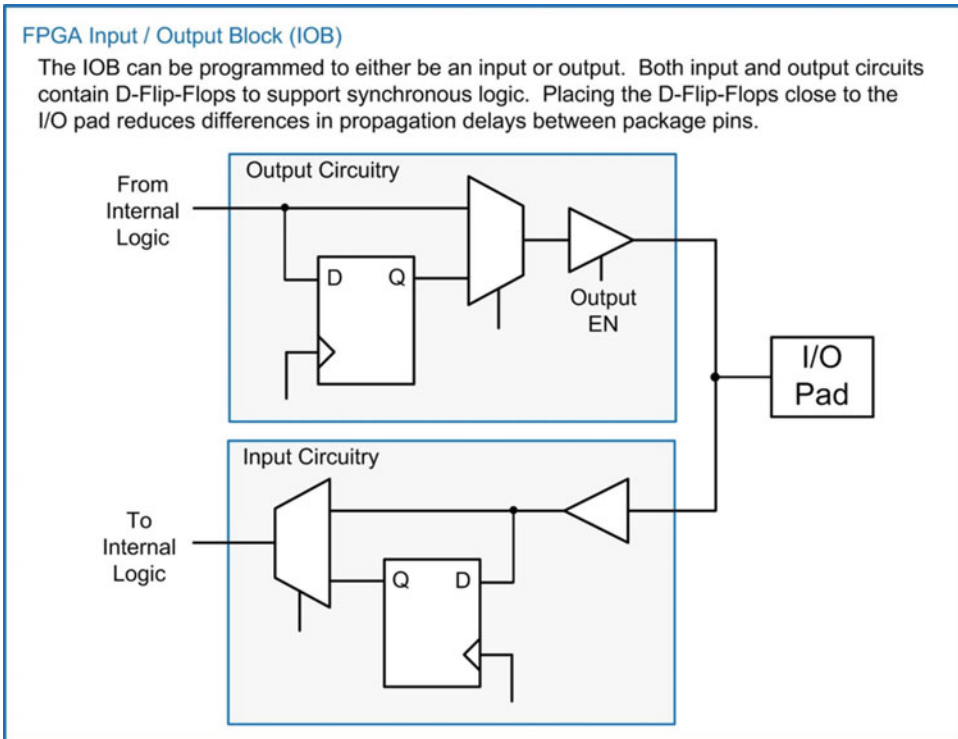 FPGA Input / Output Block (IOB)
The IOB can be programmed to either be an input or output. Both input and output circuits
contain D-Flip-Flops to support synchronous logic. Placing the D-Flip-Flops close to the
I/O pad reduces differences in propagation delays between package pins.
Output Circuitry
From
Internal
Logic
D
Q
Output
EN
I/O
Pad
Input Circuitry
To
Internal
Logic
Q
D